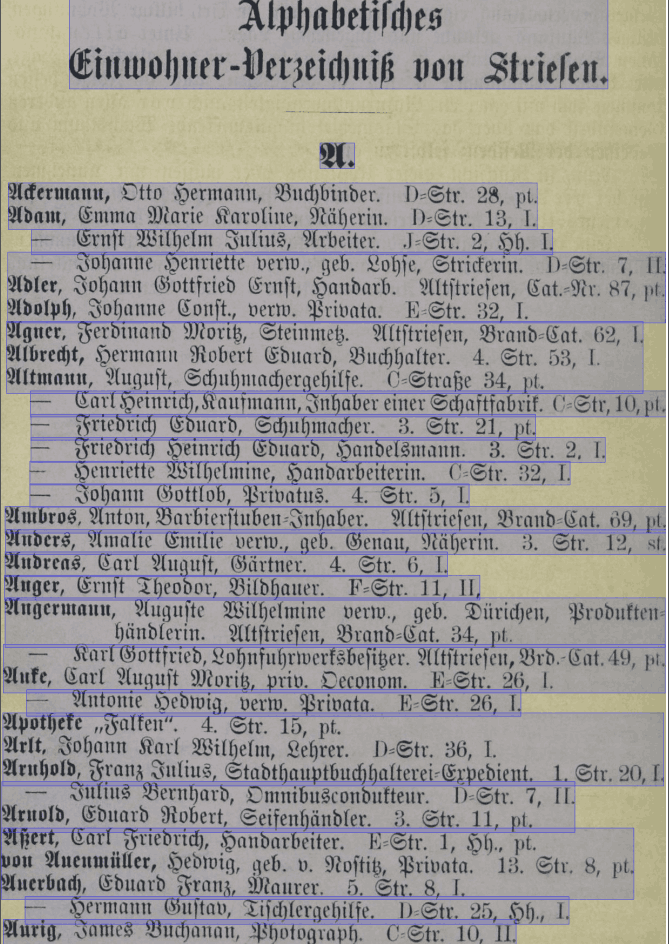 Alphabetisches
Einwohner-Verzeichniß von Striesen.
A.
Ackermann, Otto Hermann, Buchbinder. D-Str. 28, pt.
Adam, Emma Marie Karoline, Näherin. D-Str. 13, I.
— Ernst Wilhelm Julius, Arbeiter. J-Str. 2, Hh. I.
— Johanne Henriette verw., geb. Lohse, Strickerin. D-Str. 7, II.
Adler, Johann Gottfried Ernst, Handarb. Altstriesen, Cat.-Nr. 87, pt.
Adolph, Johanne Const., verw. Privata. E-Str. 32, I.
Agner, Ferdinand Moritz, Steinmetz. Altstriesen, Brand-Cat. 62, I.
Albrecht, Hermann Robert Eduard, Buchhalter. 4. Str. 53, I.
Altmann, August, Schuhmachergehilfe. C-Straße 34, pt.
— Carl Heinrich, Kaufmann, Inhaber einer Schaftfabrik. C-Str, 10, pt.
— Friedrich Eduard, Schuhmacher. 3. Str. 21, pt.
— Friedrich Heinrich Eduard, Handelsmann. 3. Str. 2, I.
— Henriette Wilhelmine, Handarbeiterin. C-Str. 32, I.
— Johann Gottlob, Privatus. 4. Str. 5, I.
Ambros, Anton, Barbierstuben-Inhaber. Altstriesen, Brand-Cat. 69, pt.
Anders, Amalie Emilie verw., geb. Genau, Näherin. 3. Str. 12, st.
Andreas, Carl August, Gärtner. 4. Str. 6, I.
Anger, Ernst Theodor, Bildhauer. F-Str. 11, II,
Angermann, Auguste Wilhelmine verw., geb. Dürichen, Produkten-
händlerin. Altstriesen, Brand-Cat. 34, pt.
— Karl Gottfried, Lohnfuhrwerksbesitzer. Altstriesen, Brd.-Cat. 49, pt.
Anke, Carl August Moritz, priv. Oeconom. E-Str. 26, I.
— Antonie Hedwig, verw. Privata. E-Str. 26, I.
Apotheke „Falken“. 4. Str. 15, pt.
Arlt, Johann Karl Wilhelm, Lehrer. D-Str. 36, I.
Arnhold, Franz Julius, Stadthauptbuchhalterei-Expedient. 1. Str. 20, I.
— Julius Bernhard, Omnibuscondukteur. D-Str. 7, II.
Arnold, Eduard Robert, Seifenhändler. 3. Str. 11, pt.
Aßert, Carl Friedrich, Handarbeiter. E-Str. 1, Hh., pt.
von Auenmüller, Hedwig, geb. v. Nostitz, Privata. 13. Str. 8, pt.
Auerbach, Eduard Franz, Maurer. 5. Str. 8, I.
— Hermann Gustav, Tischlergehilfe. D-Str. 25, Hh., I.
Aurig, James Buchanau, Photograph. C-Str. 10, II.